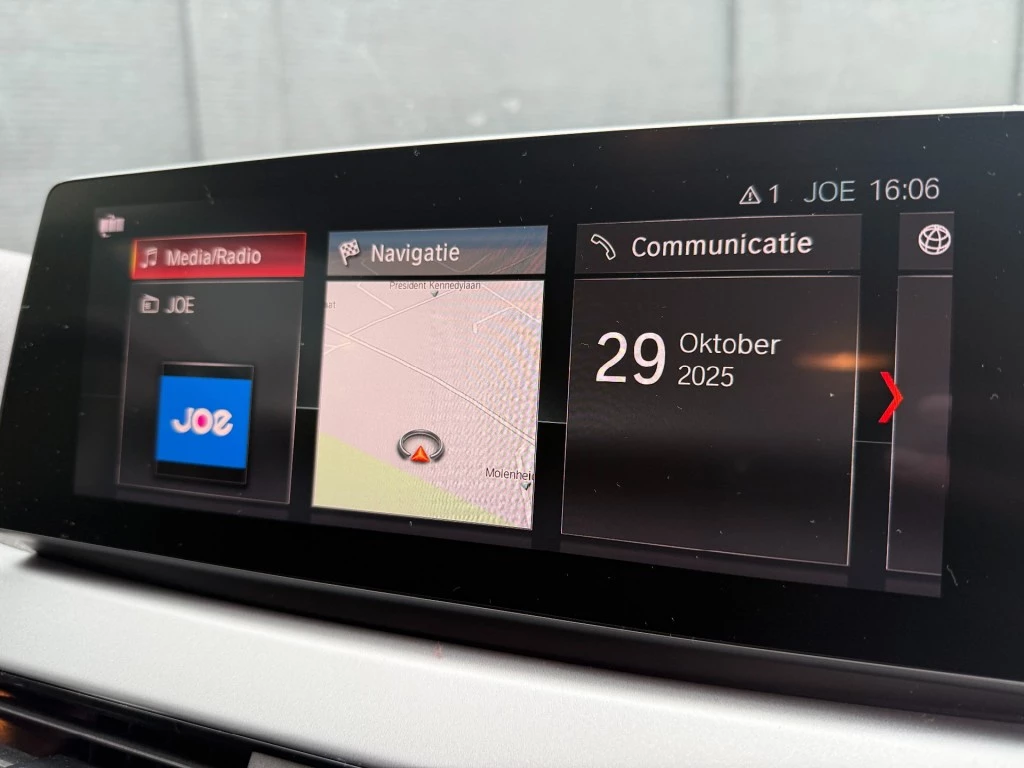 1 JOE 16:06
Media/Radio
JOE
JOE
Navigatie
President Kennedylaan
Communicatie
29 Oktober
2025